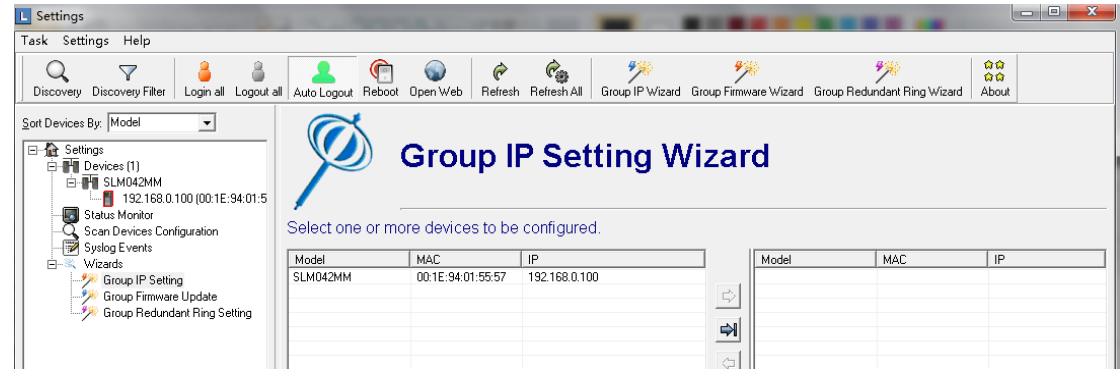 L Settings
Task Settings Help
Discovery Discovery Filter Login all Logout all Auto Logout Reboot Open Web Refresh Refresh All Group IP Wizard Group Firmware Wizard Group Redundant Ring Wizard About
Sort Devices By: Model
Settings
Devices (1)
SLM042MM
192.168.0.100 (00:1E:94:01:5
Status Monitor
Scan Devices Configuration
Syslog Events
Wizards
Group IP Setting
Group Firmware Update
Group Redundant Ring Setting
Group IP Setting Wizard
Select one or more devices to be configured.
Model MAC IP
SLM042MM 00:1E:94:01:55:57 192.168.0.100
Model MAC IP